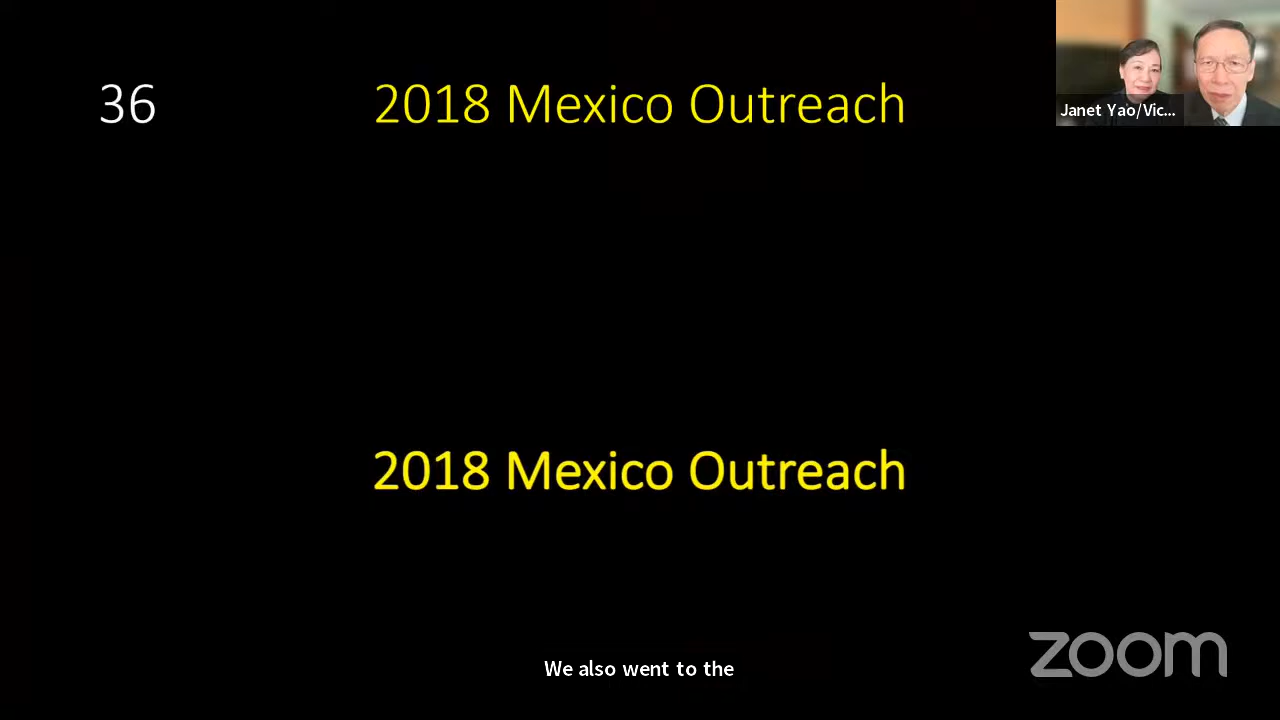 36
2018 Mexico Outreach
Janet Yao/Vic...
2018 Mexico Outreach
zoom
We also went to the